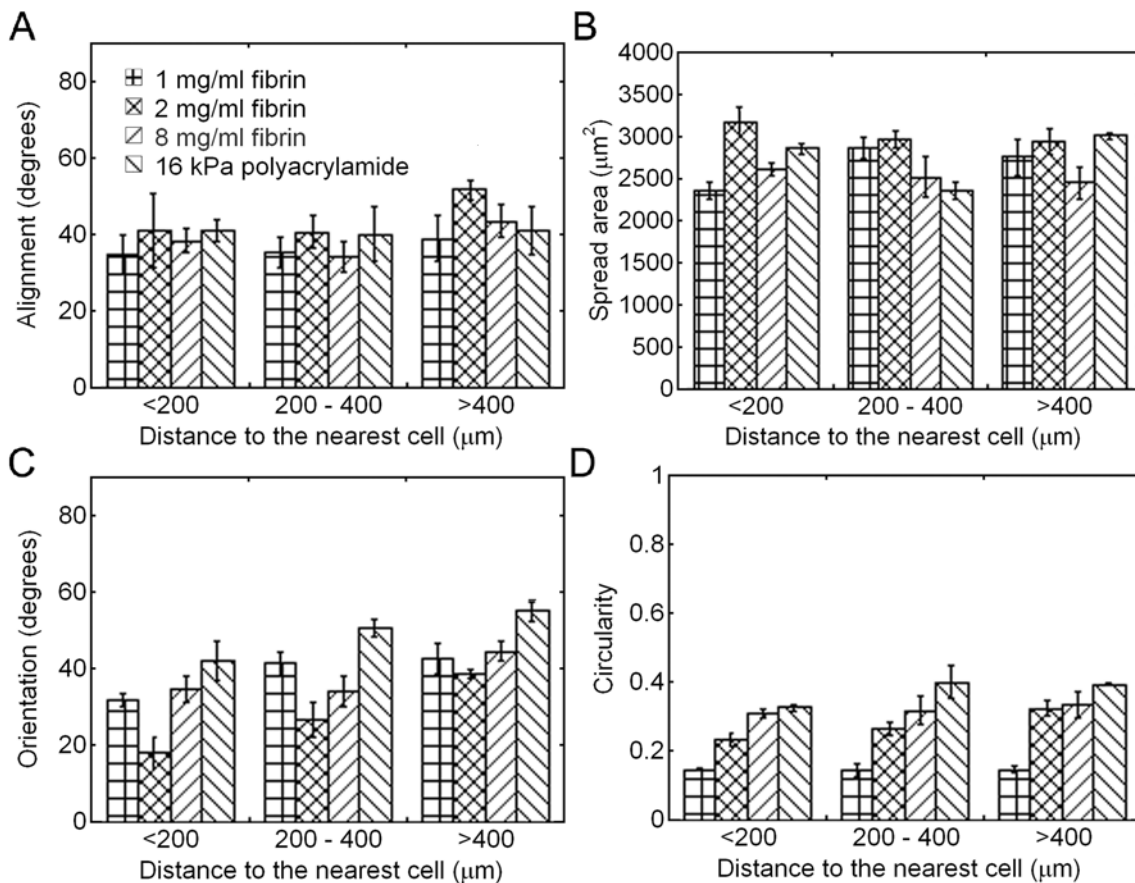 A
Alignment (degrees)
80
60
40
20
0
1 mg/ml fibrin
2 mg/ml fibrin
8 mg/ml fibrin
16 kPa polyacrylamide
<200
200 - 400
>400
Distance to the nearest cell (μm)
B
Spread area (μm²)
4000
3500
3000
2500
2000
1500
1000
500
0
<200
200 - 400
>400
Distance to the nearest cell (μm)
C
Orientation (degrees)
80
60
40
20
0
<200
200 - 400
>400
Distance to the nearest cell (μm)
D
Circularity
1
0.8
0.6
0.4
0.2
0
<200
200 - 400
>400
Distance to the nearest cell (μm)